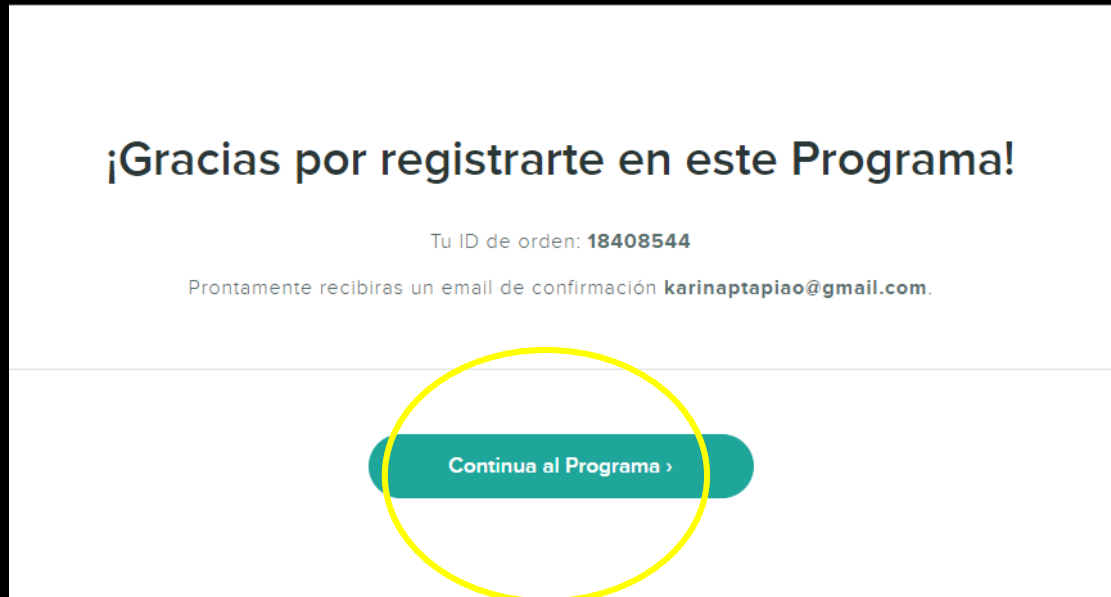 ¡Gracias por registrarte en este Programa!
Tu ID de orden: 18408544
Prontamente recibiras un email de confirmación karinaptapiao@gmail.com.
Continua al Programa ›